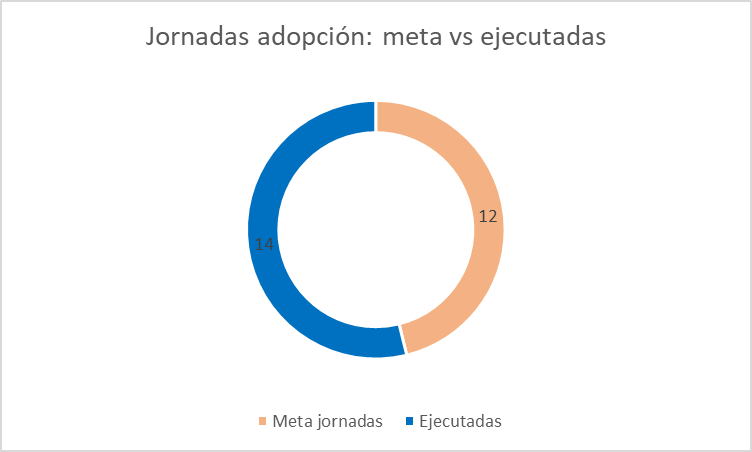 Jornadas adopción: meta vs ejecutadas
12
14
Meta jornadas
Ejecutadas